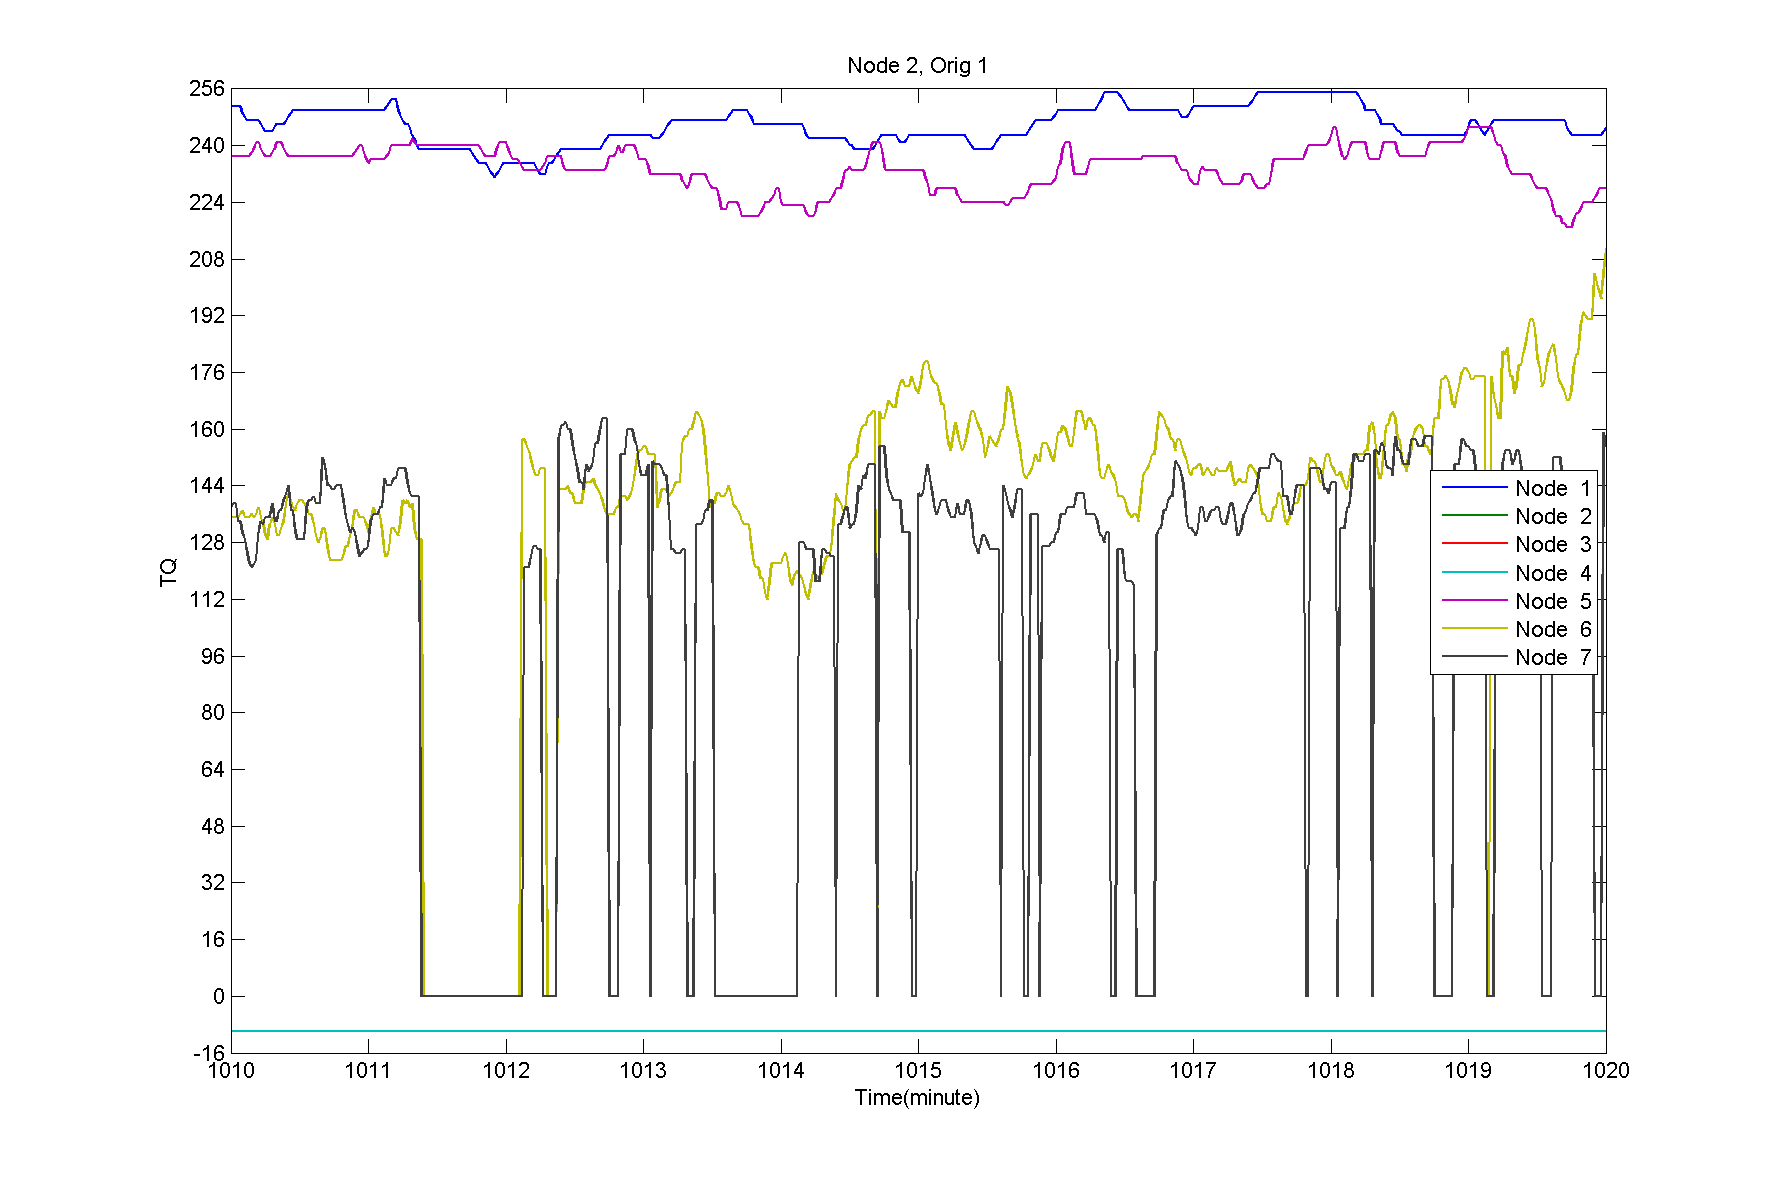 Node 2, Orig 1
256
240
224
208
192
176
160
144
128
112
96
80
64
48
32
16
0
-16
TQ
Node 1
Node 2
Node 3
Node 4
Node 5
Node 6
Node 7
1010 1011 1012 1013 1014 1015 1016 1017 1018 1019 1020
Time(minute)